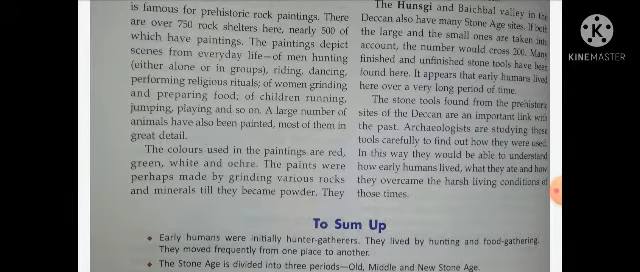 is famous for prehistoric rock paintings. There
are over 750 rock shelters here, nearly 500 of
which have paintings. The paintings depict
scenes from everyday life—of men hunting
(either alone or in groups), riding, dancing,
performing religious rituals; of women grinding
and preparing food; of children running,
jumping, playing and so on. A large number of
animals have also been painted, most of them in
great detail.
The colours used in the paintings are red,
green, white and ochre. The paints were
perhaps made by grinding various rocks
and minerals till they became powder. They
The Hunsgi and Baichbal valley in the
Deccan also have many Stone Age sites. If both
the large and the small ones are taken into
account, the number would cross 200. Many
finished and unfinished stone tools have been
found here. It appears that early humans lived
here over a very long period of time.
The stone tools found from the prehistoric
sites of the Deccan are an important link with
the past. Archaeologists are studying these
tools carefully to find out how they were used.
In this way they would be able to understand
how early humans lived, what they ate and how
they overcame the harsh living conditions of
those times.
To Sum Up
Early humans were initially hunter-gatherers. They lived by hunting and food-gathering.
They moved frequently from one place to another.
The Stone Age is divided into three periods—Old, Middle and New Stone Age.
K
KINEMASTER